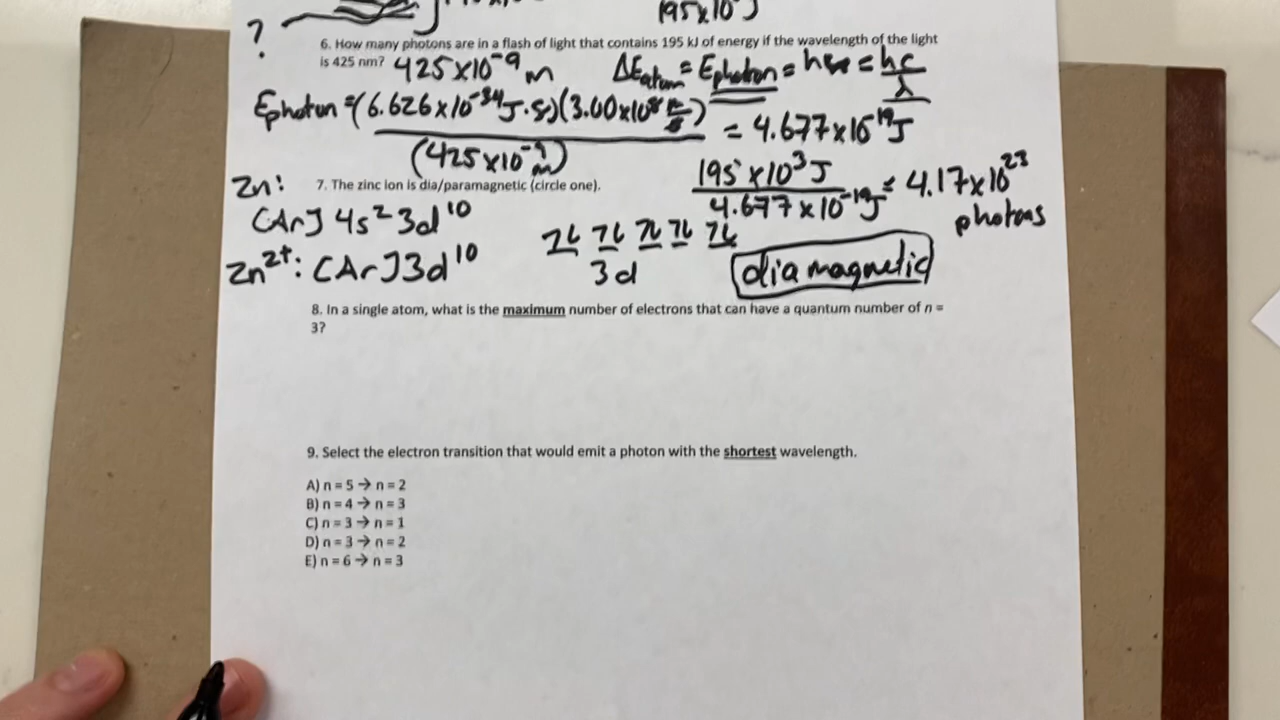 195x10 J
?
6. How many photons are in a flash of light that contains 195 kJ of energy if the wavelength of the light
is 425 nm? 425x10⁻⁹ m ΔEatom = Ephoton = h = hc/λ
Ephoton = (6.626x10⁻³⁴J·s)(3.00x10⁸ m/s)/(425x10⁻⁹ m) = 4.677x10⁻¹⁹J
195 x10³J/4.677x10⁻¹⁹J = 4.17x10²³ photons
Zn: 7. The zinc ion is dia/paramagnetic (circle one).
[Ar] 4s² 3d¹⁰
Zn²⁺: [Ar]3d¹⁰ 3d diamagnetic
8. In a single atom, what is the maximum number of electrons that can have a quantum number of n =
3?
9. Select the electron transition that would emit a photon with the shortest wavelength.
A) n = 5 → n = 2
B) n = 4 → n = 3
C) n = 3 → n = 1
D) n = 3 → n = 2
E) n = 6 → n = 3